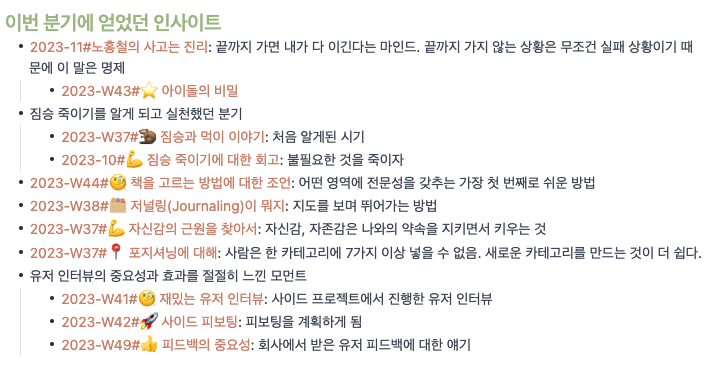 이번 분기에 얻었던 인사이트
• 2023-11#노홍철의 사고는 진리: 끝까지 가면 내가 다 이긴다는 마인드. 끝까지 가지 않는 상황은 무조건 실패 상황이기 때
문에 이 말은 명제
• 2023-W43#⭐ 아이돌의 비밀
• 짐승 죽이기를 알게 되고 실천했던 분기
• 2023-W37#🦫 짐승과 먹이 이야기: 처음 알게된 시기
• 2023-10#💪 짐승 죽이기에 대한 회고: 불필요한 것을 죽이자
• 2023-W44#🧐 책을 고르는 방법에 대한 조언: 어떤 영역에 전문성을 갖추는 가장 첫 번째로 쉬운 방법
• 2023-W38#🗂️ 저널링(Journaling)이 뭐지: 지도를 보며 뛰어가는 방법
• 2023-W37#💪 자신감의 근원을 찾아서: 자신감, 자존감은 나와의 약속을 지키면서 키우는 것
• 2023-W37#📍 포지셔닝에 대해: 사람은 한 카테고리에 7가지 이상 넣을 수 없음. 새로운 카테고리를 만드는 것이 더 쉽다.
• 유저 인터뷰의 중요성과 효과를 절절히 느낀 모먼트
• 2023-W41#🧐 재밌는 유저 인터뷰: 사이드 프로젝트에서 진행한 유저 인터뷰
• 2023-W42#🚀 사이드 피보팅: 피보팅을 계획하게 됨
• 2023-W49#👍 피드백의 중요성: 회사에서 받은 유저 피드백에 대한 얘기